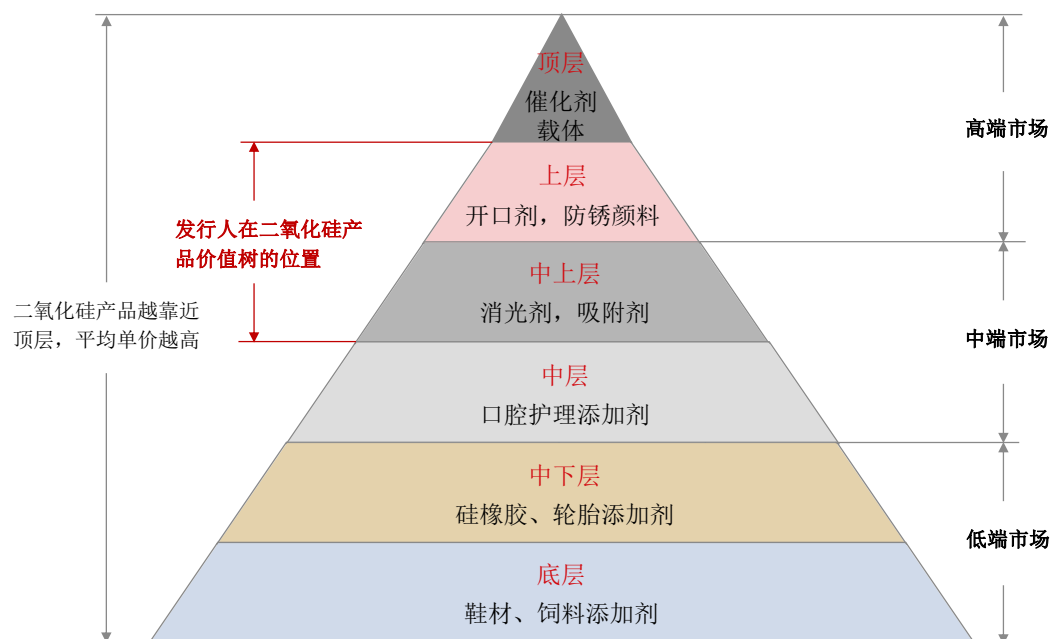 顶层
催化剂
载体
高端市场
上层
开口剂，防锈颜料
发行人在二氧化硅产
品价值树的位置
中上层
消光剂，吸附剂
二氧化硅产品越靠近
顶层，平均单价越高
中端市场
中层
口腔护理添加剂
中下层
硅橡胶、轮胎添加剂
低端市场
底层
鞋材、饲料添加剂